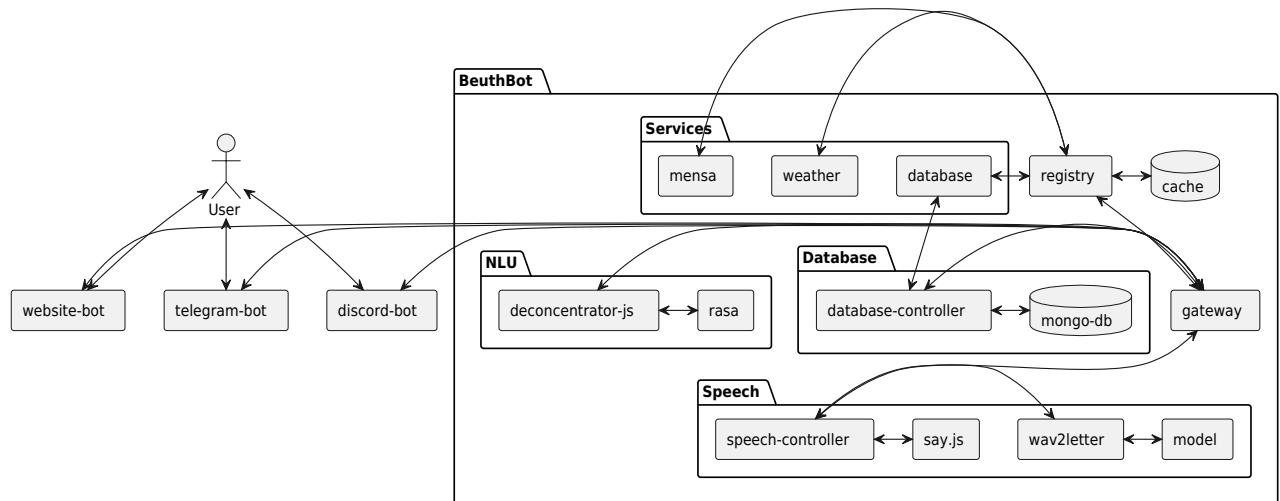 BeuthBot
Services
mensa
weather
database
registry
cache
User
NLU
Database
website-bot
telegram-bot
discord-bot
deconcentrator-js
rasa
database-controller
mongo-db
gateway
Speech
speech-controller
say.js
wav2letter
model